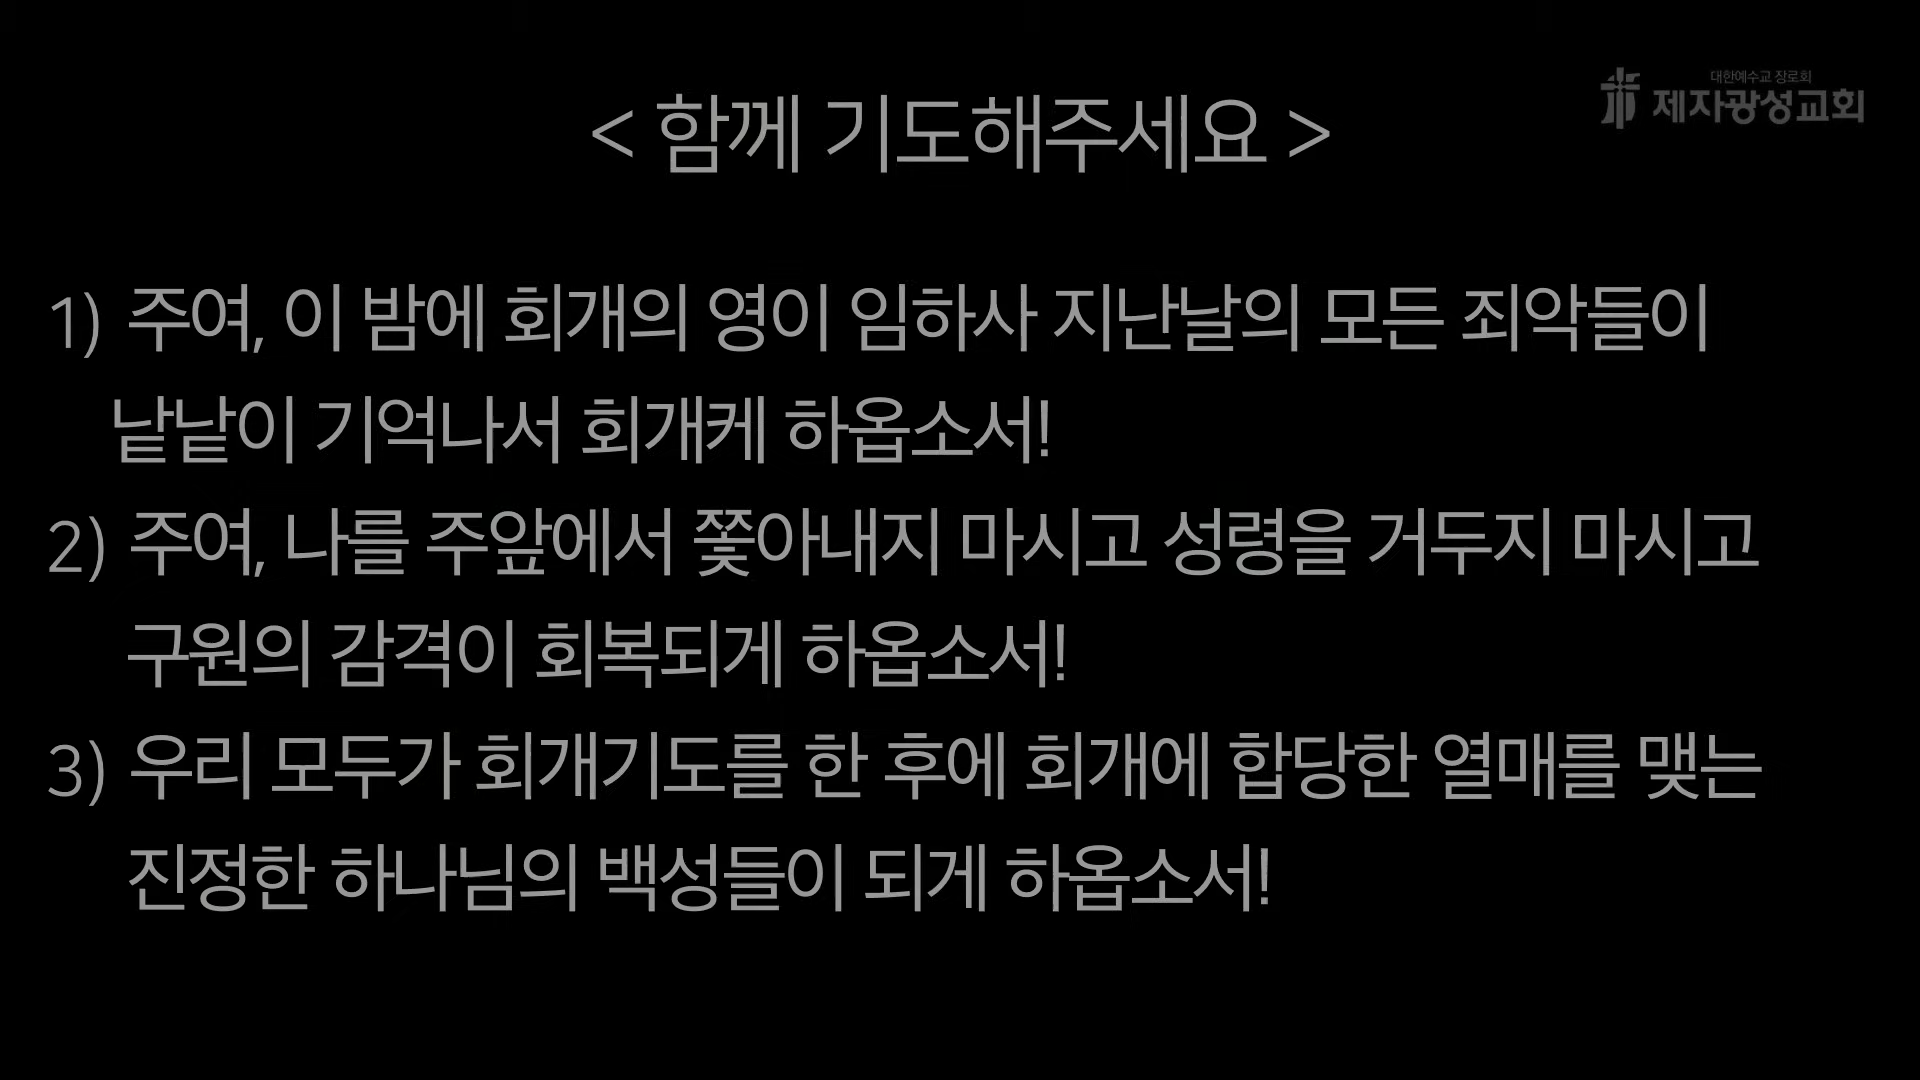 대한예수교 장로회
제자광성교회
< 함께 기도해주세요 >
1) 주여, 이 밤에 회개의 영이 임하사 지난날의 모든 죄악들이
낱낱이 기억나서 회개케 하옵소서!
2) 주여, 나를 주앞에서 쫓아내지 마시고 성령을 거두지 마시고
구원의 감격이 회복되게 하옵소서!
3) 우리 모두가 회개기도를 한 후에 회개에 합당한 열매를 맺는
진정한 하나님의 백성들이 되게 하옵소서!